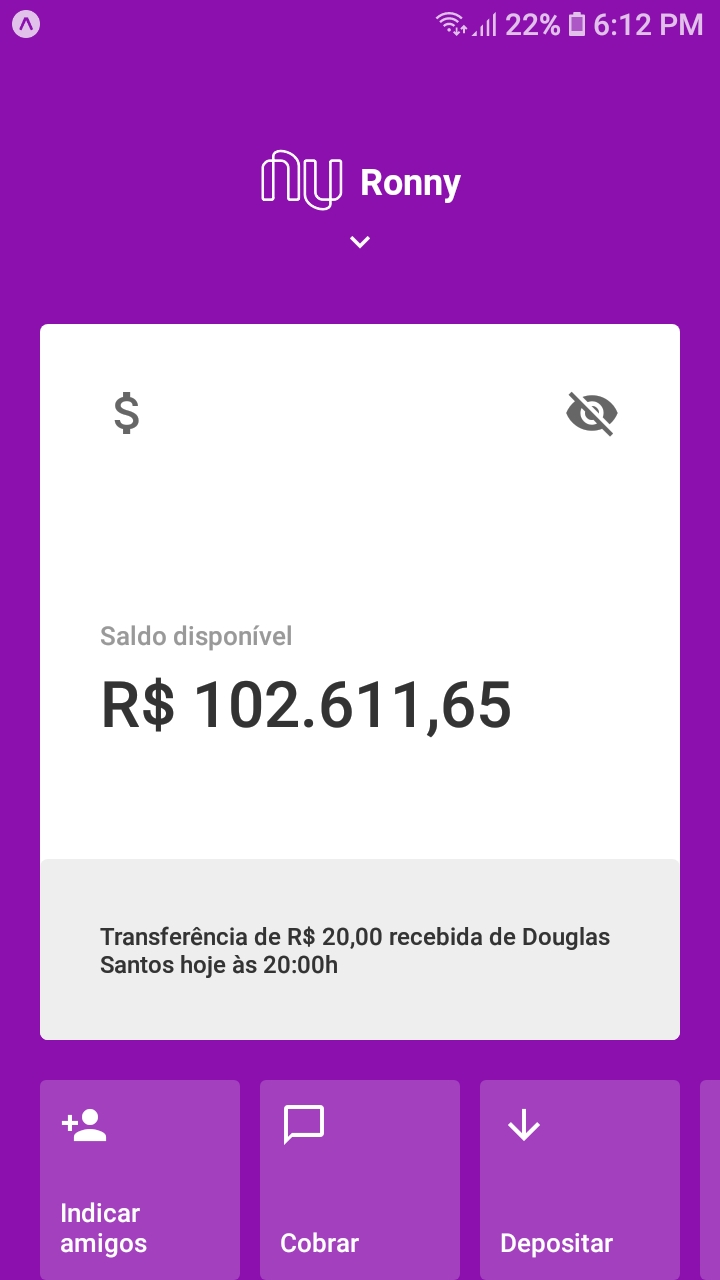 22% 6:12 PM
nu Ronny
$
Saldo disponível
R$ 102.611,65
Transferência de R$ 20,00 recebida de Douglas
Santos hoje às 20:00h
Indicar
amigos
Cobrar
Depositar